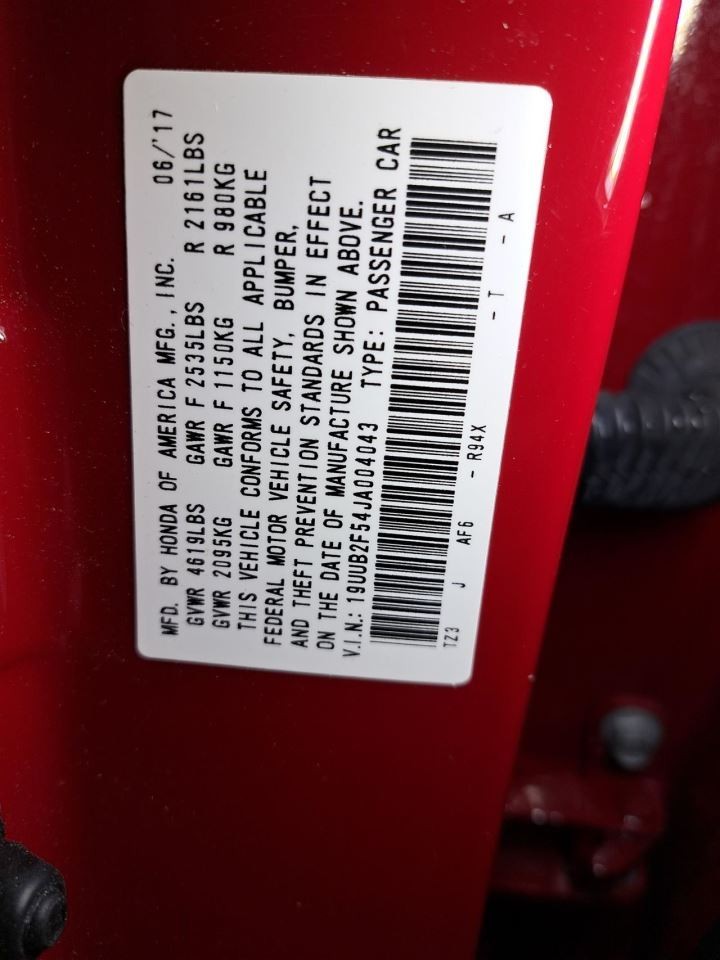 MFD. BY HONDA OF AMERICA MFG., INC. 06/'17
GVWR 4619LBS GAWR F 2535LBS R 2161LBS
GVWR 2095KG GAWR F 1150KG R 980KG
THIS VEHICLE CONFORMS TO ALL APPLICABLE
FEDERAL MOTOR VEHICLE SAFETY, BUMPER,
AND THEFT PREVENTION STANDARDS IN EFFECT
ON THE DATE OF MANUFACTURE SHOWN ABOVE.
V.I.N.: 19UUB2F54JA004043 TYPE: PASSENGER CAR
TZ3 J AF6 - R94X - T - A